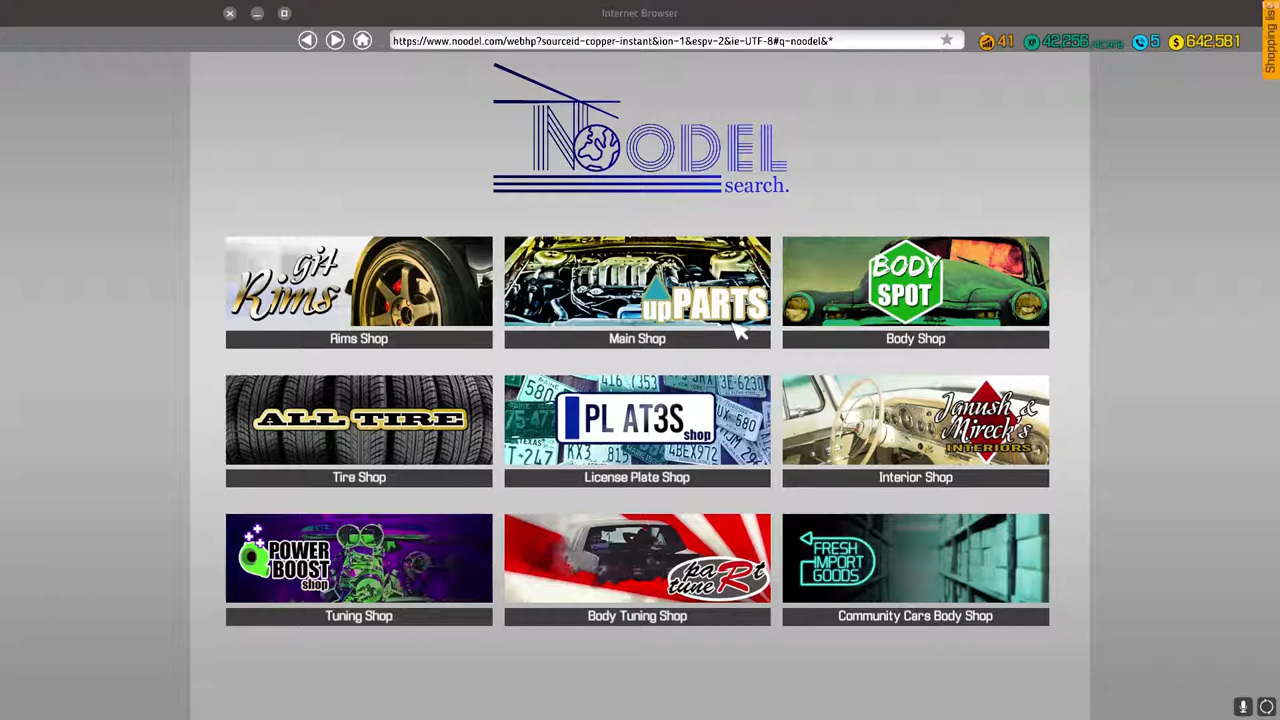 Internet Browser
https://www.noodel.com/webhp?sourceid-copper-instant&ion-1&espv-2&ie-UTF-8#q-noodel&*
41
XP 42,256
5
$ 642,581
Shopping list
NOODEL
search.
git Rims
upPARTS
BODY
SPOT
Rims Shop
Main Shop
Body Shop
ALL TIRE
PL AT3S
shop
Janush &
Mireck's
INTERIORS
Tire Shop
License Plate Shop
Interior Shop
POWER
BOOST
shop
paRt
tune
FRESH
IMPORT
GOODS
Tuning Shop
Body Tuning Shop
Community Cars Body Shop